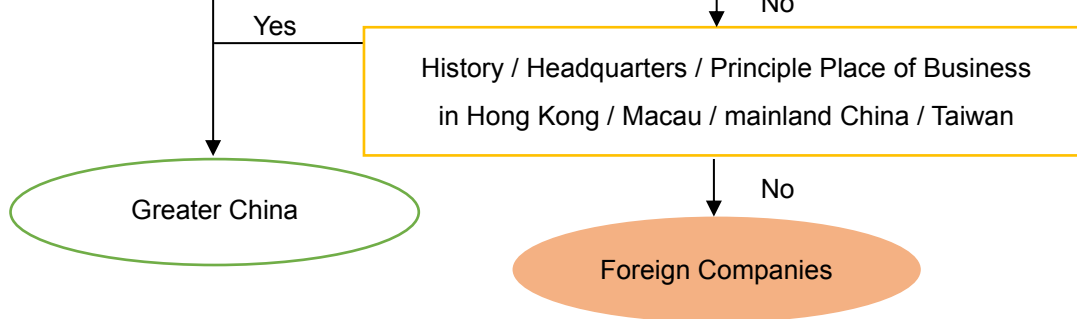 No
Yes
History / Headquarters / Principle Place of Business
in Hong Kong / Macau / mainland China / Taiwan
No
Greater China
Foreign Companies